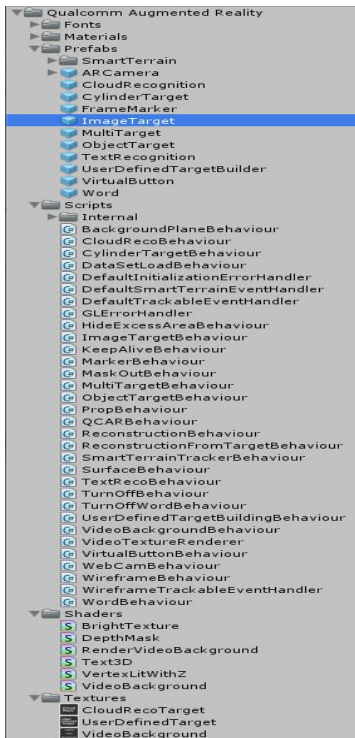 Qualcomm Augmented Reality
Fonts
Materials
Prefabs
SmartTerrain
ARCamera
CloudRecognition
CylinderTarget
FrameMarker
ImageTarget
MultiTarget
ObjectTarget
TextRecognition
UserDefinedTargetBuilder
VirtualButton
Word
Scripts
Internal
BackgroundPlaneBehaviour
CloudRecoBehaviour
CylinderTargetBehaviour
DataSetLoadBehaviour
DefaultInitializationErrorHandler
DefaultSmartTerrainEventHandler
DefaultTrackableEventHandler
GLErrorHandler
HideExcessAreaBehaviour
ImageTargetBehaviour
KeepAliveBehaviour
MarkerBehaviour
MaskOutBehaviour
MultiTargetBehaviour
ObjectTargetBehaviour
PropBehaviour
QCARBehaviour
ReconstructionBehaviour
ReconstructionFromTargetBehaviour
SmartTerrainTrackerBehaviour
SurfaceBehaviour
TextRecoBehaviour
TurnOffBehaviour
TurnOffWordBehaviour
UserDefinedTargetBuildingBehaviour
VideoBackgroundBehaviour
VideoTextureRenderer
VirtualButtonBehaviour
WebCamBehaviour
WireframeBehaviour
WireframeTrackableEventHandler
WordBehaviour
Shaders
BrightTexture
DepthMask
RenderVideoBackground
Text3D
VertexLitWithZ
VideoBackground
Textures
CloudRecoTarget
UserDefinedTarget
VideoBackground